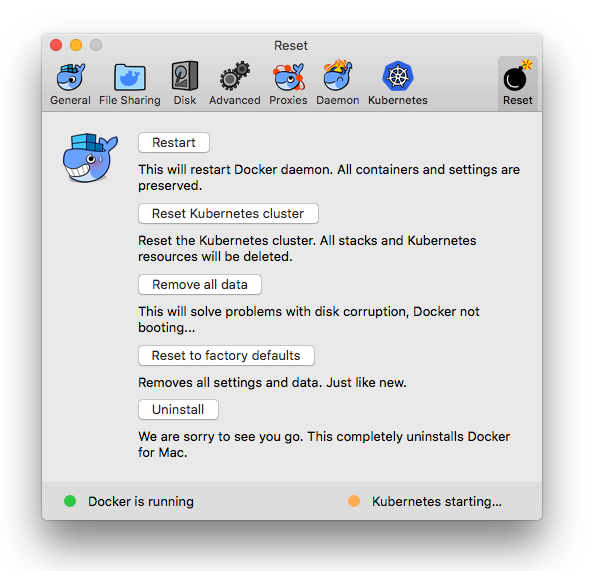 Reset
General File Sharing Disk Advanced Proxies Daemon Kubernetes Reset
Restart
This will restart Docker daemon. All containers and settings are
preserved.
Reset Kubernetes cluster
Reset the Kubernetes cluster. All stacks and Kubernetes
resources will be deleted.
Remove all data
This will solve problems with disk corruption, Docker not
booting...
Reset to factory defaults
Removes all settings and data. Just like new.
Uninstall
We are sorry to see you go. This completely uninstalls Docker
for Mac.
Docker is running Kubernetes starting...